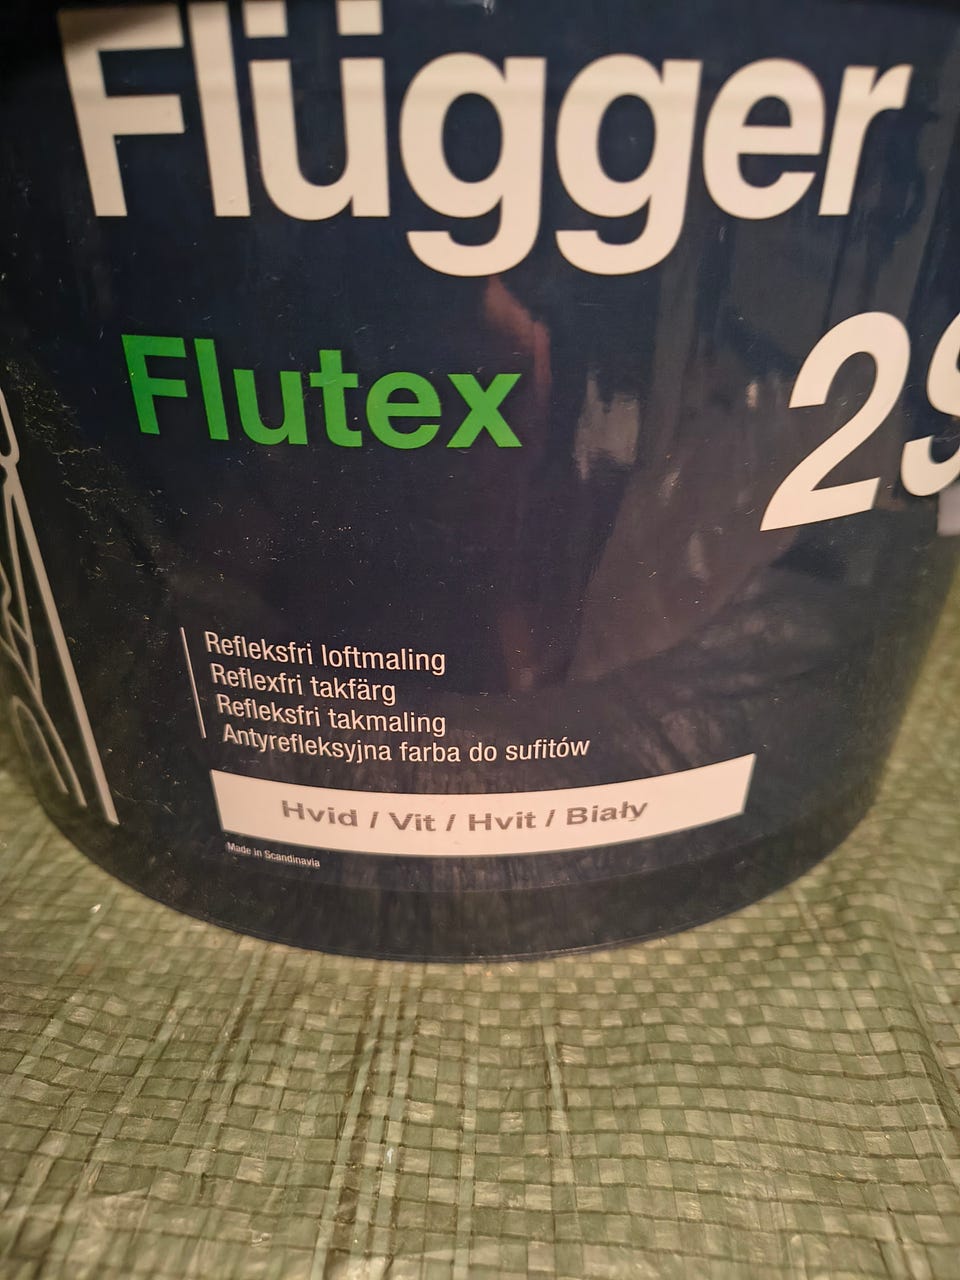 Flügger
Flutex
2
Refleksfri loftmaling
Reflexfri takfärg
Refleksfri takmaling
Antyrefleksyjna farba do sufitów
Hvid / Vit / Hvit / Biały
Made in Scandinavia